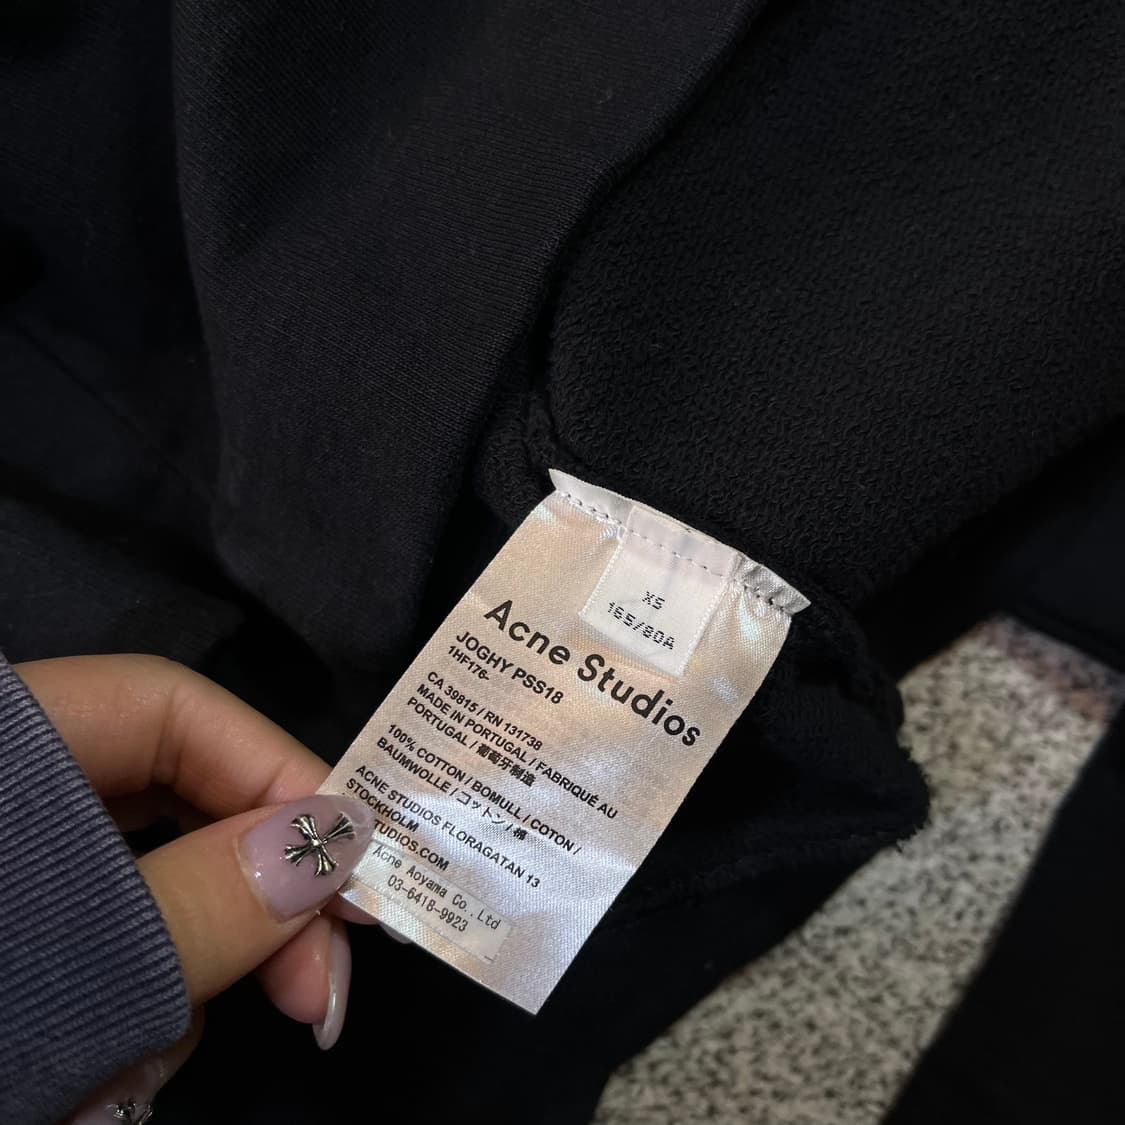 XS
165/80A
Acne Studios
JOGHY PSS18
1HF176-
CA 39815 / RN 131738
MADE IN PORTUGAL / FABRIQUÉ AU
PORTUGAL / 葡萄牙制造
100% COTTON / BOMULL / COTON /
BAUMWOLLE / コットン / 棉
ACNE STUDIOS FLORAGATAN 13
STOCKHOLM
TUDIOS.COM
Acne Aoyama Co.,Ltd
03-6418-9923